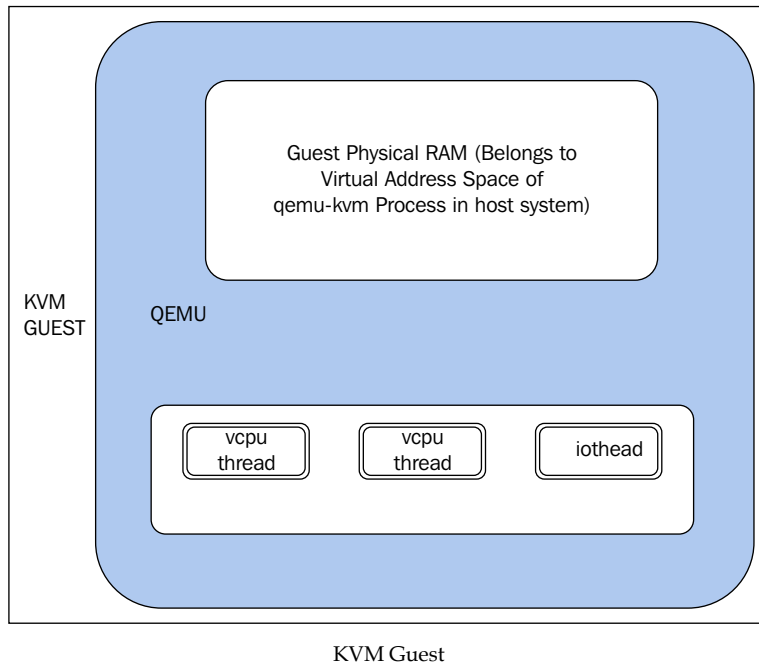 Guest Physical RAM (Belongs to
Virtual Address Space of
qemu-kvm Process in host system)
KVM
GUEST
QEMU
vcpu
thread
vcpu
thread
iothead
KVM Guest